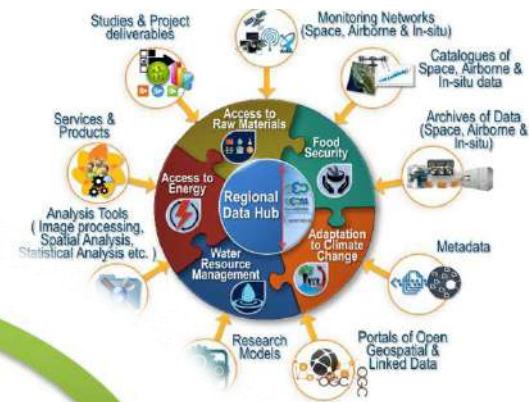 Studies & Project
deliverables
Monitoring Networks
(Space, Airborne & In-situ)
Catalogues of
Space, Airborne &
In-situ data
Services &
Products
Access to
Raw Materials
Food
Security
Archives of Data
(Space, Airborne &
In-situ)
Access to
Energy
Regional
Data Hub
Analysis Tools
( Image processing,
Spatial Analysis,
Statistical Analysis etc. )
Water
Resource
Management
Adaptation
to Climate
Change
Metadata
Research
Models
Portals of Open
Geospatial &
Linked Data
OGC
OGC